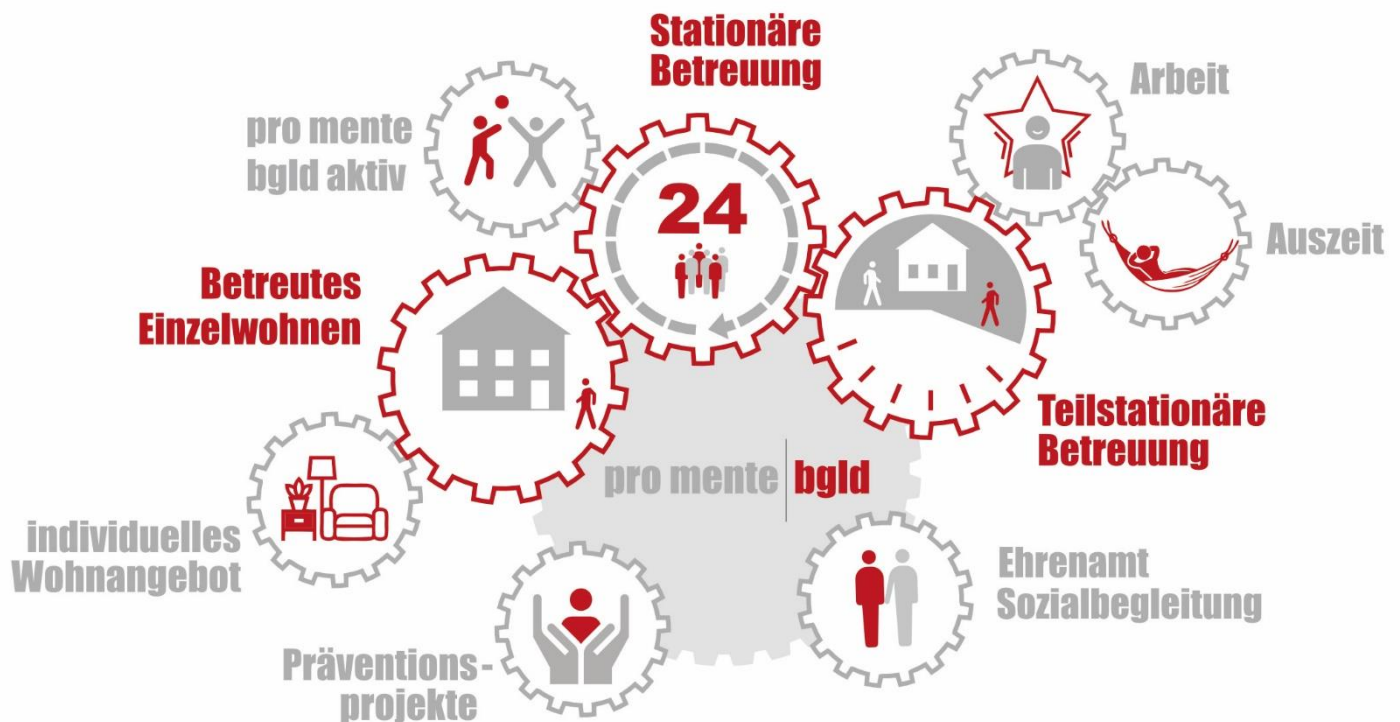 Stationäre
Betreuung
Arbeit
pro mente
bgld aktiv
24
Auszeit
Betreutes
Einzelwohnen
Teilstationäre
Betreuung
pro mente bgld
individuelles
Wohnangebot
Ehrenamt
Sozialbegleitung
Präventions-
projekte